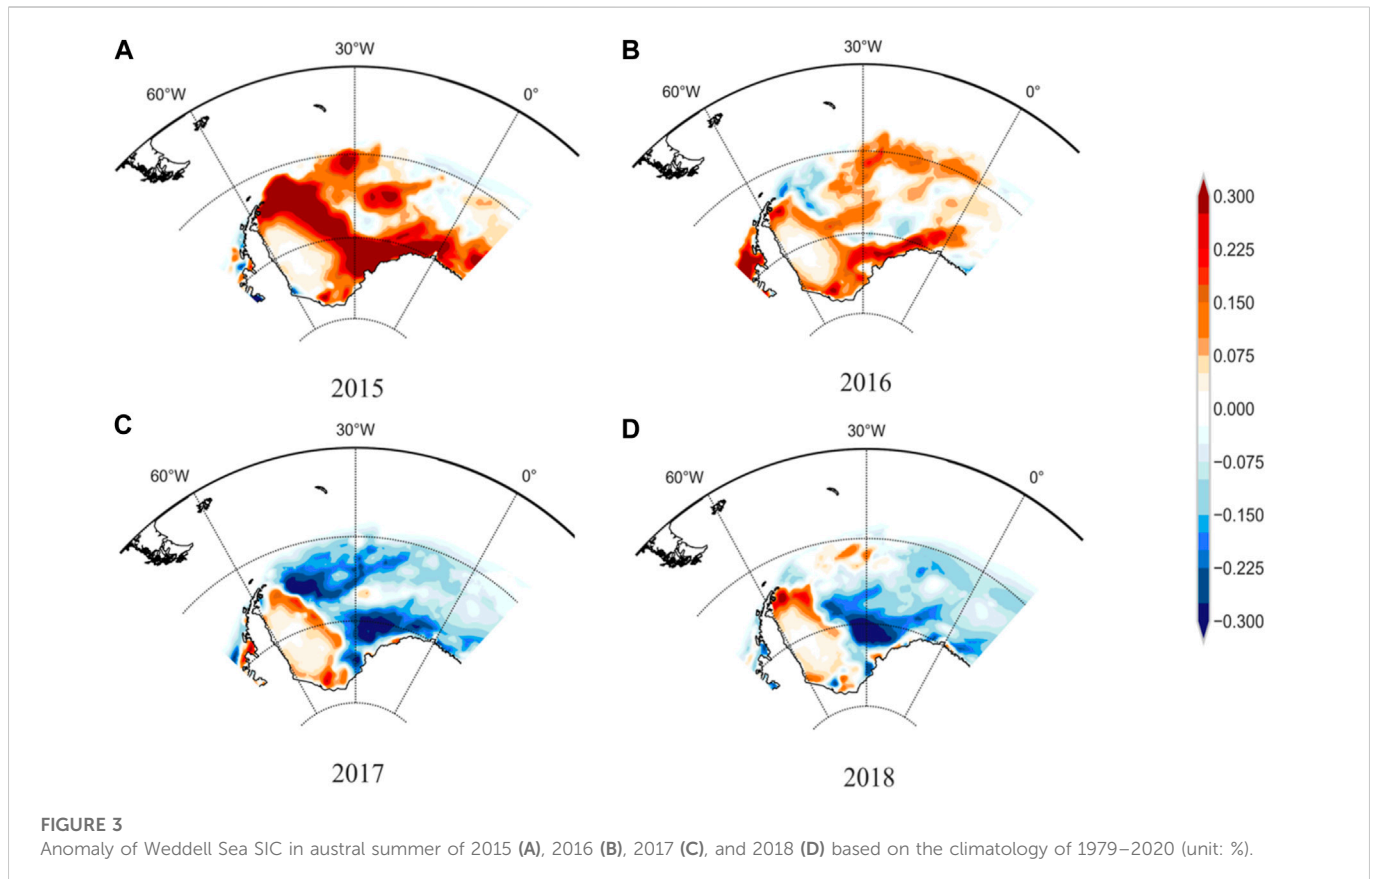 A
30°W
60°W
0°
2015
B
30°W
60°W
0°
2016
C
30°W
60°W
0°
2017
D
30°W
60°W
0°
2018
0.300
0.225
0.150
0.075
0.000
−0.075
−0.150
−0.225
−0.300
FIGURE 3
Anomaly of Weddell Sea SIC in austral summer of 2015 (A), 2016 (B), 2017 (C), and 2018 (D) based on the climatology of 1979–2020 (unit: %).